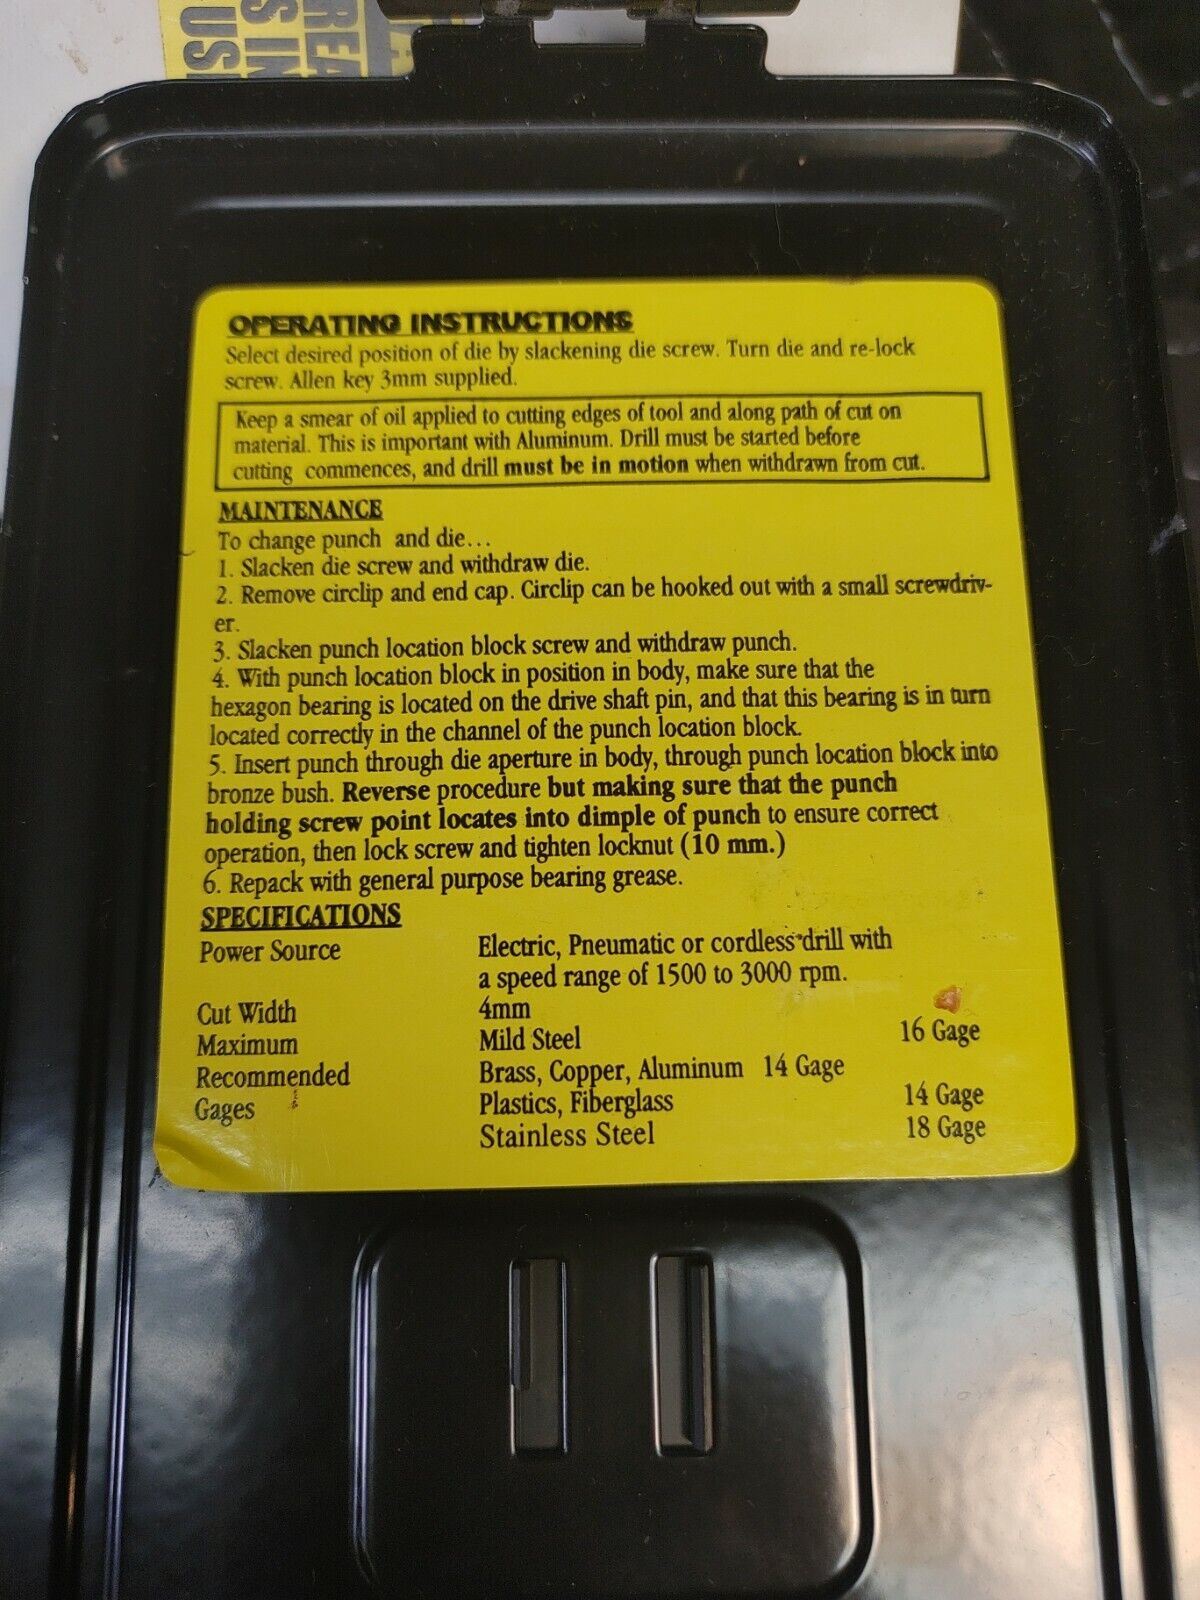 REA
S IN
US
OPERATING INSTRUCTIONS
Select desired position of die by slackening die screw. Turn die and re-lock
screw. Allen key 3mm supplied.
Keep a smear of oil applied to cutting edges of tool and along path of cut on
material. This is important with Aluminum. Drill must be started before
cutting commences, and drill must be in motion when withdrawn from cut.
MAINTENANCE
To change punch and die...
1. Slacken die screw and withdraw die.
2. Remove circlip and end cap. Circlip can be hooked out with a small screwdriv-
er.
3. Slacken punch location block screw and withdraw punch.
4. With punch location block in position in body, make sure that the
hexagon bearing is located on the drive shaft pin, and that this bearing is in turn
located correctly in the channel of the punch location block.
5. Insert punch through die aperture in body, through punch location block into
bronze bush. Reverse procedure but making sure that the punch
holding screw point locates into dimple of punch to ensure correct
operation, then lock screw and tighten locknut (10 mm.)
6. Repack with general purpose bearing grease.
SPECIFICATIONS
Power Source Electric, Pneumatic or cordless drill with
a speed range of 1500 to 3000 rpm.
Cut Width 4mm
Maximum Mild Steel 16 Gage
Recommended Brass, Copper, Aluminum 14 Gage
Gages Plastics, Fiberglass 14 Gage
Stainless Steel 18 Gage